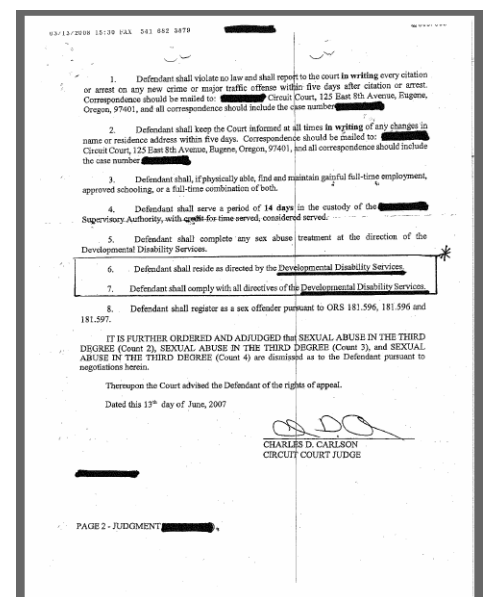 03/13/2008 15:30 FAX 541 682 3879
1. Defendant shall violate no law and shall report to the court in writing every citation
or arrest on any new crime or major traffic offense within five days after citation or arrest.
Correspondence should be mailed to: Circuit Court, 125 East 8th Avenue, Eugene,
Oregon, 97401, and all correspondence should include the case number
2. Defendant shall keep the Court informed at all times in writing of any changes in
name or residence address within five days. Correspondence should be mailed to:
Circuit Court, 125 East 8th Avenue, Eugene, Oregon, 97401, and all correspondence should include
the case number
3. Defendant shall, if physically able, find and maintain gainful full-time employment,
approved schooling, or a full-time combination of both.
4. Defendant shall serve a period of 14 days in the custody of the
Supervisory Authority, with credit for time served, considered served.
5. Defendant shall complete any sex abuse treatment at the direction of the
Developmental Disability Services.
6. Defendant shall reside as directed by the Developmental Disability Services.
7. Defendant shall comply with all directives of the Developmental Disability Services.
8. Defendant shall register as a sex offender pursuant to ORS 181.596, 181.596 and
181.597.
IT IS FURTHER ORDERED AND ADJUDGED that SEXUAL ABUSE IN THE THIRD
DEGREE (Count 2), SEXUAL ABUSE IN THE THIRD DEGREE (Count 3), and SEXUAL
ABUSE IN THE THIRD DEGREE (Count 4) are dismissed as to the Defendant pursuant to
negotiations herein.
Thereupon the Court advised the Defendant of the rights of appeal.
Dated this 13th day of June, 2007
CHARLES D. CARLSON
CIRCUIT COURT JUDGE
PAGE 2 - JUDGMENT